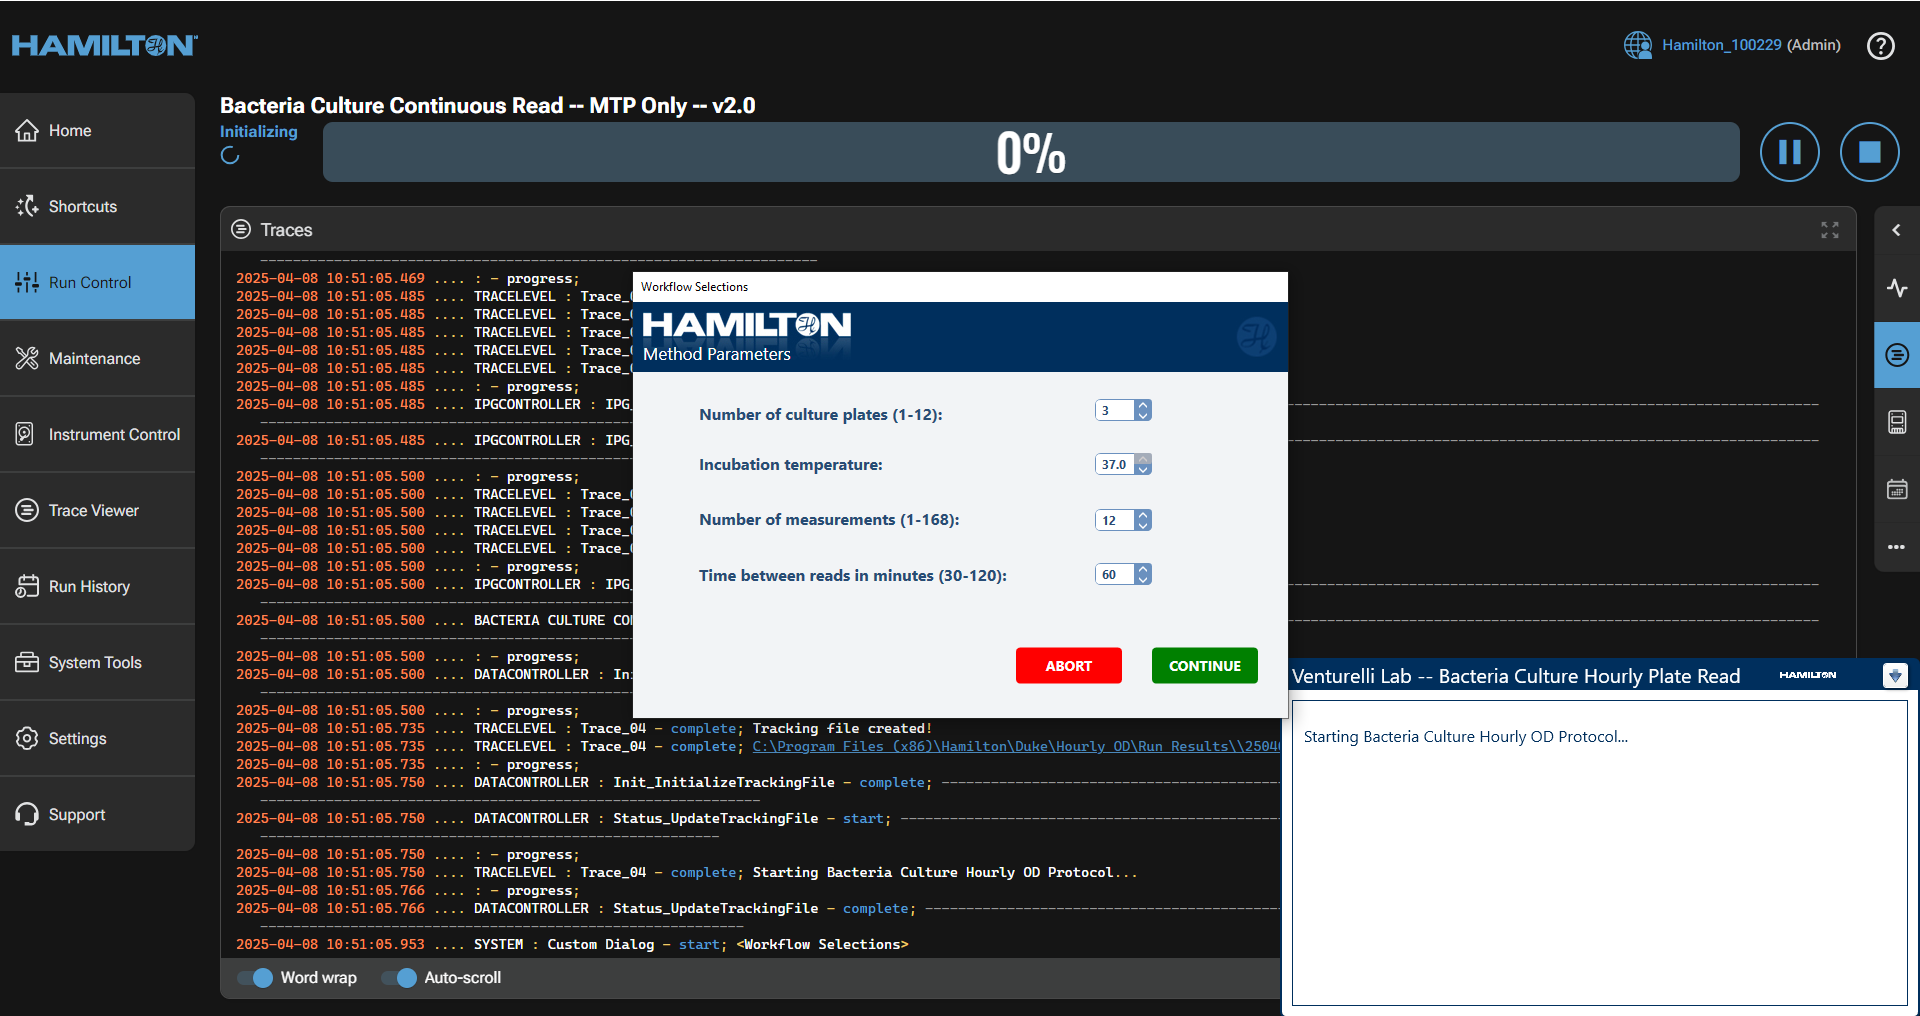 HAMILTON
Hamilton_100229 (Admin)
Home
Shortcuts
Run Control
Maintenance
Instrument Control
Trace Viewer
Run History
System Tools
Settings
Support
Bacteria Culture Continuous Read -- MTP Only -- v2.0
Initializing
0%
Traces
2025-04-08 10:51:05.469 .... : - progress;
2025-04-08 10:51:05.485 .... TRACELEVEL : Trace_
2025-04-08 10:51:05.485 .... TRACELEVEL : Trace_
2025-04-08 10:51:05.485 .... TRACELEVEL : Trace_
2025-04-08 10:51:05.485 .... TRACELEVEL : Trace_
2025-04-08 10:51:05.485 .... TRACELEVEL : Trace_
2025-04-08 10:51:05.485 .... : - progress;
2025-04-08 10:51:05.485 .... IPGCONTROLLER : IPG_
2025-04-08 10:51:05.485 .... IPGCONTROLLER : IPG_
2025-04-08 10:51:05.500 .... : - progress;
2025-04-08 10:51:05.500 .... TRACELEVEL : Trace_
2025-04-08 10:51:05.500 .... TRACELEVEL : Trace_
2025-04-08 10:51:05.500 .... TRACELEVEL : Trace_
2025-04-08 10:51:05.500 .... TRACELEVEL : Trace_
2025-04-08 10:51:05.500 .... : - progress;
2025-04-08 10:51:05.500 .... IPGCONTROLLER : IPG_
2025-04-08 10:51:05.500 .... BACTERIA CULTURE CO
2025-04-08 10:51:05.500 .... : - progress;
2025-04-08 10:51:05.500 .... DATACONTROLLER : In
2025-04-08 10:51:05.500 .... : - progress;
2025-04-08 10:51:05.735 .... TRACELEVEL : Trace_04 - complete; Tracking file created!
2025-04-08 10:51:05.735 .... TRACELEVEL : Trace_04 - complete; C:\Program Files (x86)\Hamilton\Duke\Hourly OD\Run Results\\2504
2025-04-08 10:51:05.735 .... : - progress;
2025-04-08 10:51:05.750 .... DATACONTROLLER : Init_InitializeTrackingFile - complete;
2025-04-08 10:51:05.750 .... DATACONTROLLER : Status_UpdateTrackingFile - start;
2025-04-08 10:51:05.750 .... : - progress;
2025-04-08 10:51:05.750 .... TRACELEVEL : Trace_04 - complete; Starting Bacteria Culture Hourly OD Protocol...
2025-04-08 10:51:05.766 .... : - progress;
2025-04-08 10:51:05.766 .... DATACONTROLLER : Status_UpdateTrackingFile - complete;
2025-04-08 10:51:05.953 .... SYSTEM : Custom Dialog - start; <Workflow Selections>
Word wrap
Auto-scroll
Workflow Selections
HAMILTON
Method Parameters
Number of culture plates (1-12): 3
Incubation temperature: 37.0
Number of measurements (1-168): 12
Time between reads in minutes (30-120): 60
ABORT
CONTINUE
Venturelli Lab -- Bacteria Culture Hourly Plate Read
HAMILTON
Starting Bacteria Culture Hourly OD Protocol...